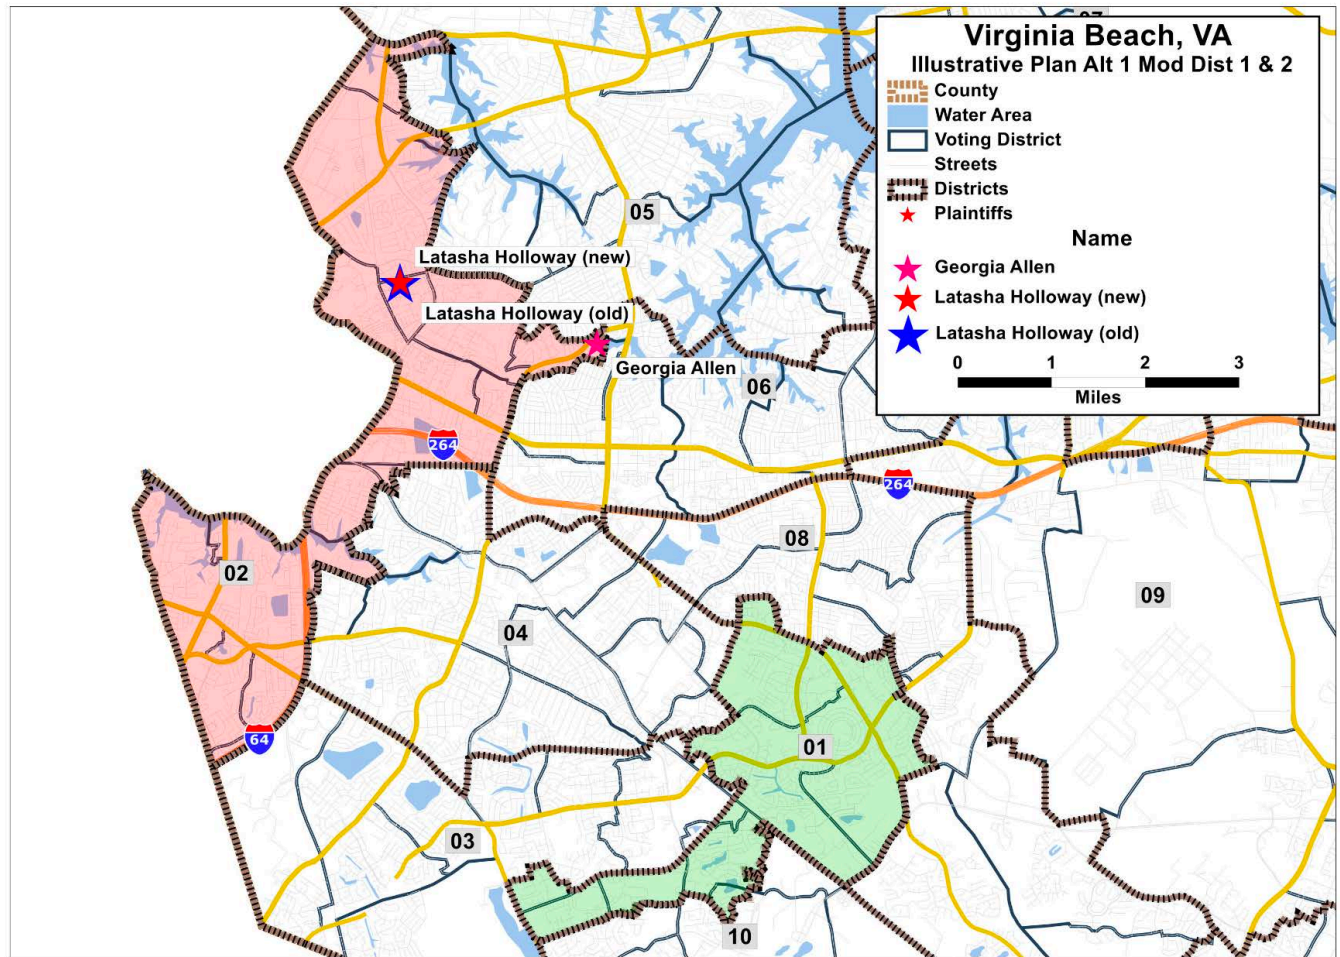 Virginia Beach, VA
Illustrative Plan Alt 1 Mod Dist 1 & 2
County
Water Area
Voting District
Streets
Districts
Plaintiffs
Name
Georgia Allen
Latasha Holloway (new)
Latasha Holloway (old)
0 1 2 3
Miles
05
Latasha Holloway (new)
Latasha Holloway (old)
Georgia Allen
06
264
264
08
02
09
04
64
01
03
10